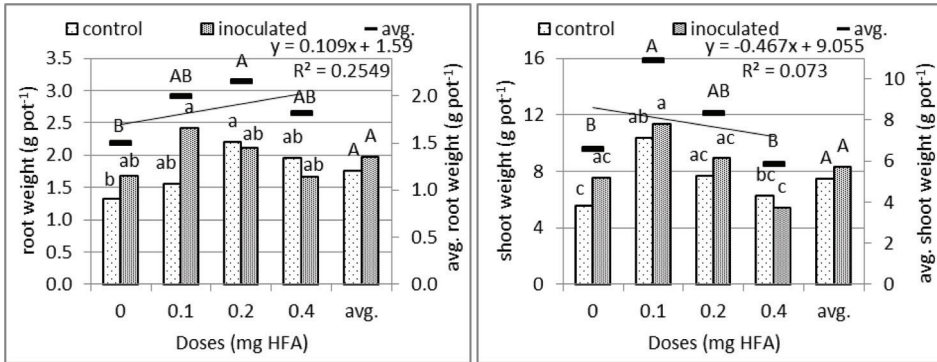 control inoculated avg.
y = 0.109x + 1.59
R² = 0.2549
root weight (g pot⁻¹)
3.5
3.0
2.5
2.0
1.5
1.0
0.5
0.0
B AB A AB
b ab ab a a ab ab ab A A
2.0
1.5
1.0
0.5
0.0
avg. root weight (g pot⁻¹)
0 0.1 0.2 0.4 avg.
Doses (mg HFA)
control inoculated avg.
y = -0.467x + 9.055
R² = 0.073
shoot weight (g pot⁻¹)
16
12
8
4
0
B A AB B
c ac ab a ac ac bc c A A
10
8
6
4
2
0
avg. shoot weight (g pot⁻¹)
0 0.1 0.2 0.4 avg.
Doses (mg HFA)